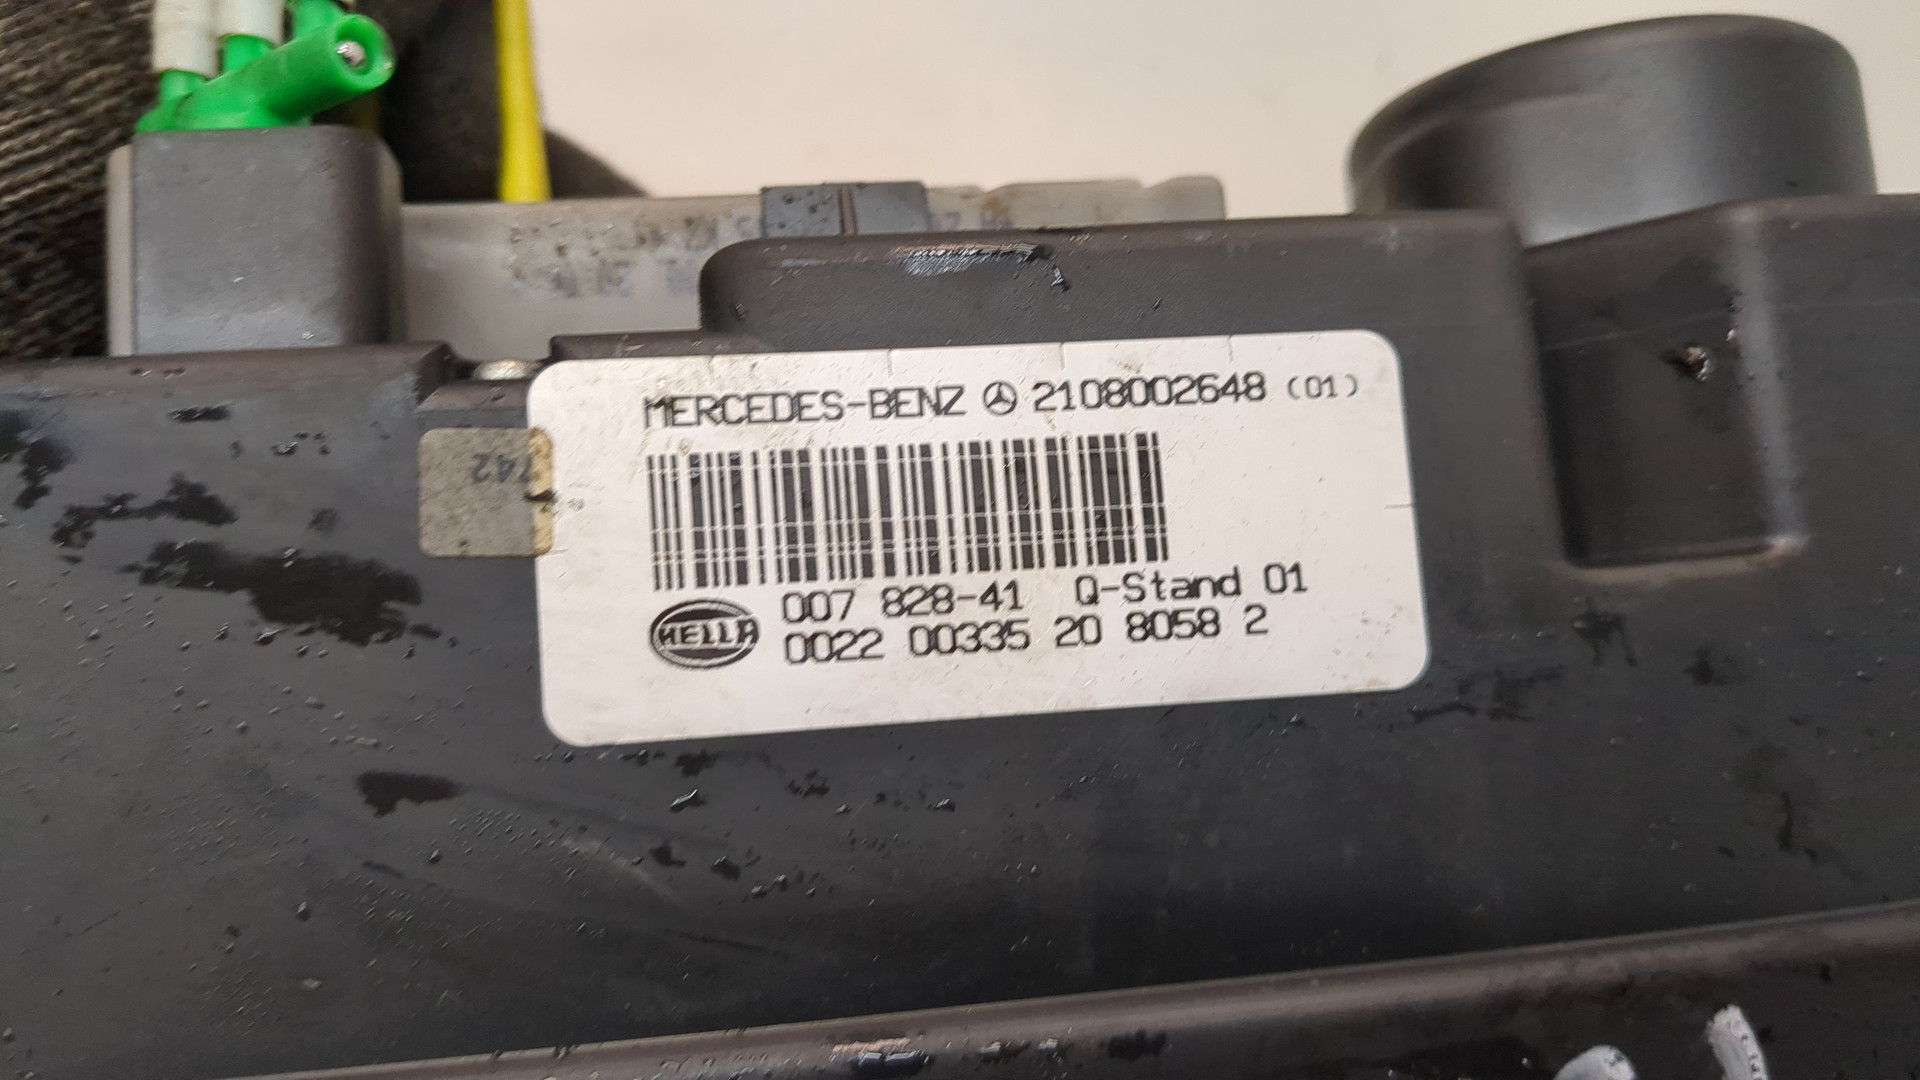 MERCEDES-BENZ 2108002648 (01)
742
HELLA
007 828-41 Q-Stand 01
0022 00335 20 8058 2